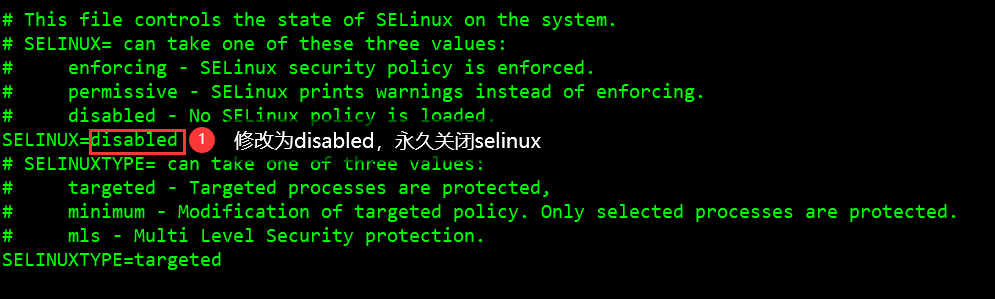 # This file controls the state of SELinux on the system.
# SELINUX= can take one of these three values:
#     enforcing - SELinux security policy is enforced.
#     permissive - SELinux prints warnings instead of enforcing.
#     disabled - No SELinux policy is loaded.
SELINUX=disabled 1 修改为disabled，永久关闭selinux
# SELINUXTYPE= can take one of three values:
#     targeted - Targeted processes are protected,
#     minimum - Modification of targeted policy. Only selected processes are protected.
#     mls - Multi Level Security protection.
SELINUXTYPE=targeted